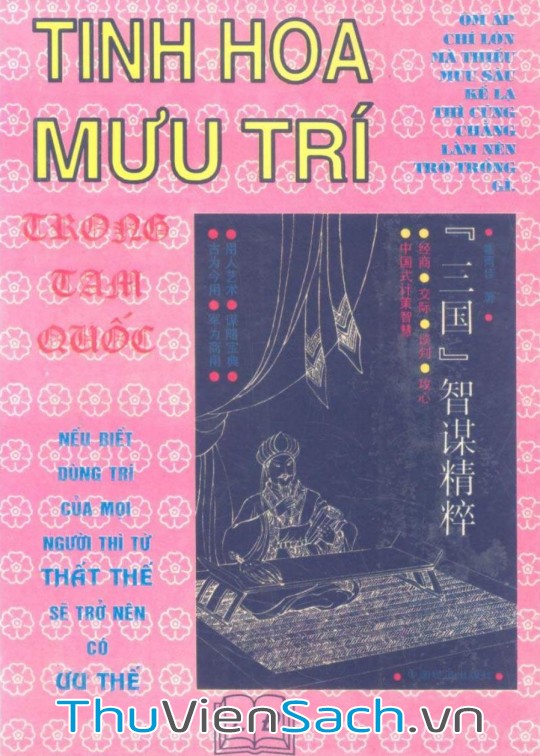 TINH HOA
MƯU TRÍ
ÔM ẤP
CHÍ LỚN
MÀ THIẾU
MƯU SÂU
KẾ LẠ
THÌ CŨNG
CHẲNG
LÀM NÊN
TRÒ TRỐNG
GÌ.
TRONG
TAM
QUỐC
NẾU BIẾT
DÙNG TRÍ
CỦA MỌI
NGƯỜI THÌ TỪ
THẤT THẾ
SẼ TRỞ NÊN
CÓ
ƯU THẾ
『三国』智谋精粹
经商●交际●谈判●攻心
中国式计策智慧
ThuVienSach.vn